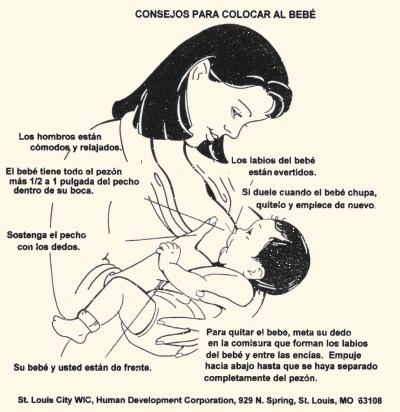 CONSEJOS PARA COLOCAR AL BEBÉ
Los hombros están
cómodos y relajados.
El bebé tiene todo el pezón
más 1/2 a 1 pulgada del pecho
dentro de su boca.
Sostenga el pecho
con los dedos.
Su bebé y usted están de frente.
Los labios del bebé
están evertidos.
Si duele cuando el bebé chupa,
quítelo y empiece de nuevo.
Para quitar el bebé, meta su dedo
en la comisura que forman los labios
del bebé y entre las encías. Empuje
hacia abajo hasta que se haya separado
completamente del pezón.
St. Louis City WIC, Human Development Corporation, 929 N. Spring, St. Louis, MO 63108